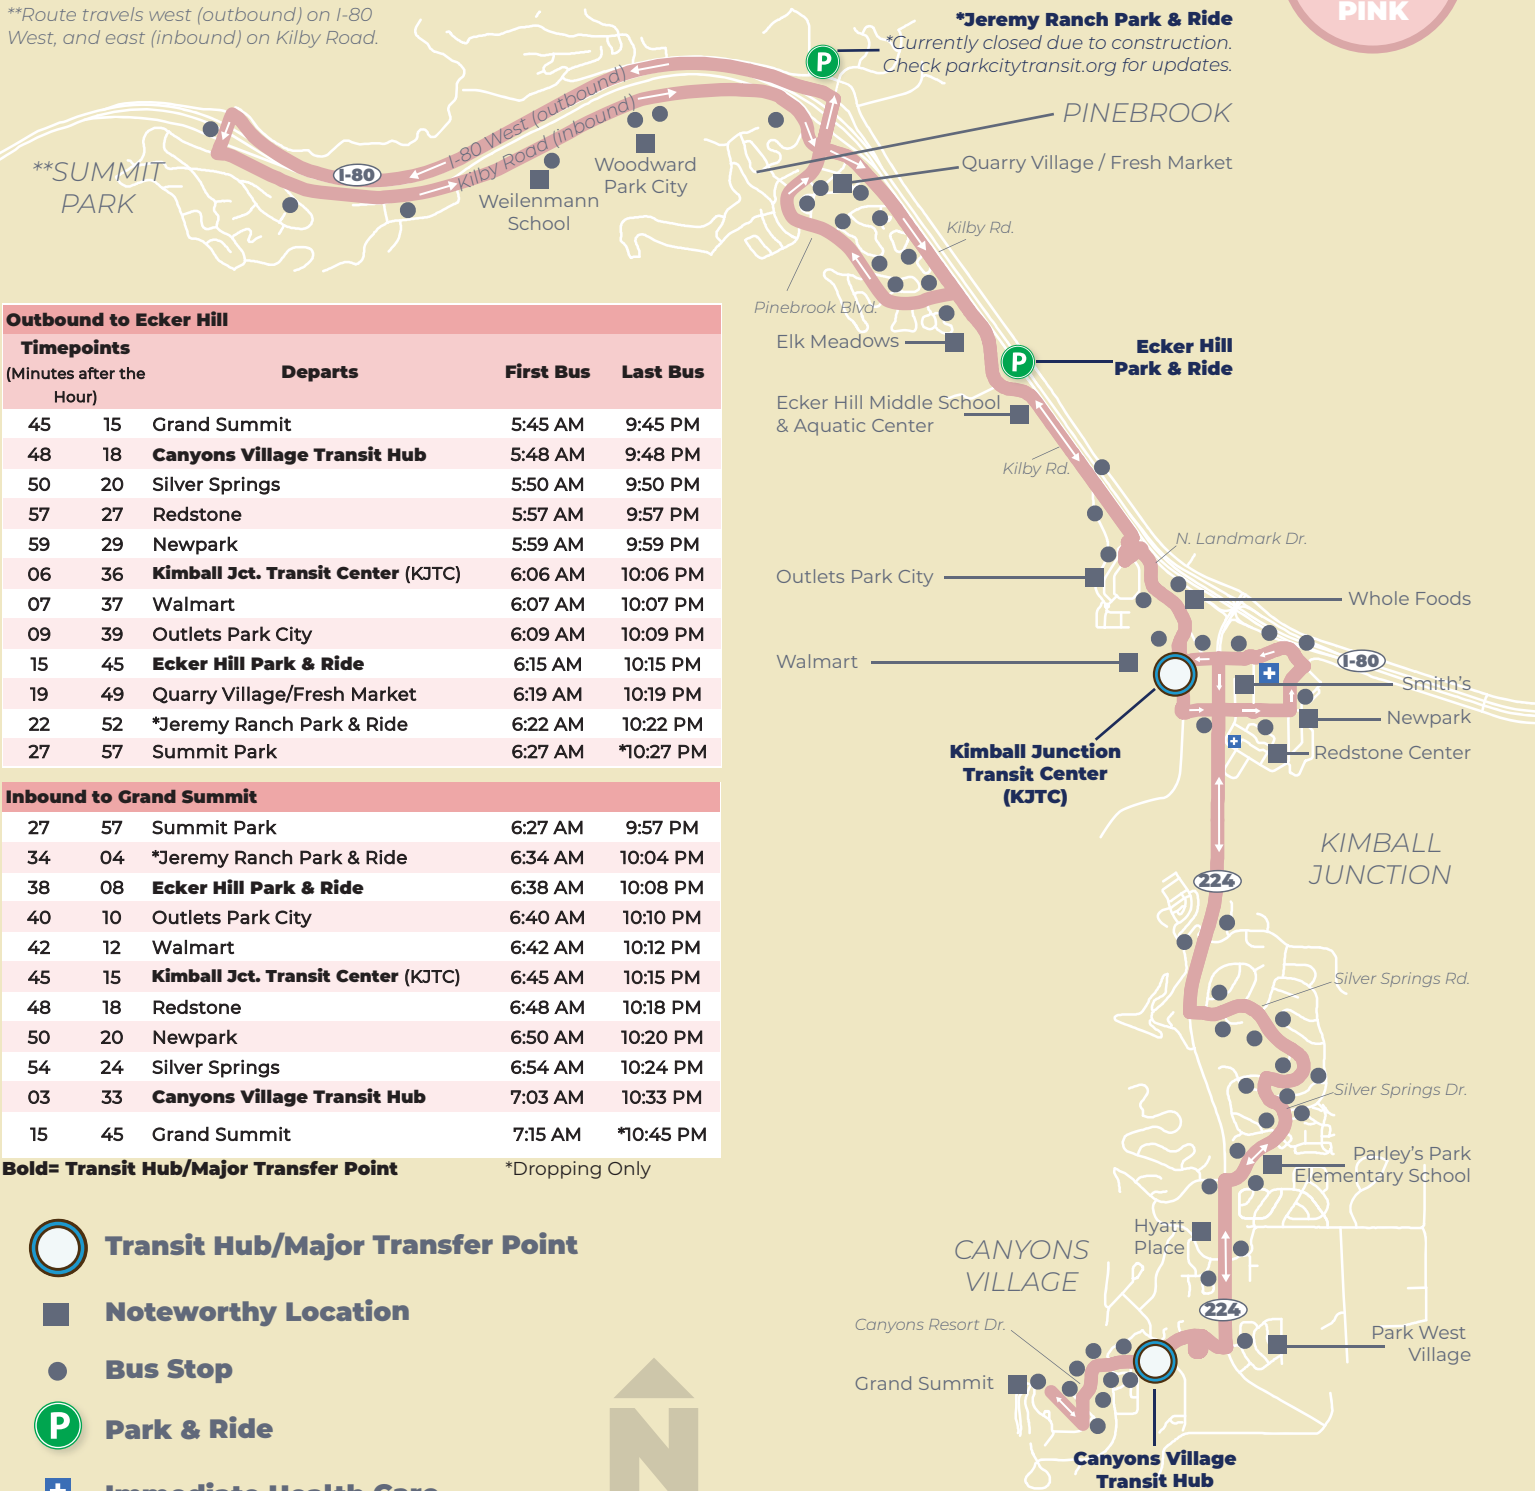 **Route travels west (outbound) on I-80
West, and east (inbound) on Kilby Road.
PINK
*Jeremy Ranch Park & Ride
*Currently closed due to construction.
Check parkcitytransit.org for updates.
PINEBROOK
Quarry Village / Fresh Market
I-80 West (outbound)
Kilby Road (inbound)
**SUMMIT
PARK
I-80
Woodward
Park City
Weilenmann
School
Kilby Rd.
Pinebrook Blvd.
Elk Meadows
Ecker Hill
Park & Ride
Ecker Hill Middle School
& Aquatic Center
Kilby Rd.
N. Landmark Dr.
Outlets Park City
Whole Foods
Walmart
I-80
Smith's
Newpark
Redstone Center
Kimball Junction
Transit Center
(KJTC)
KIMBALL
JUNCTION
224
Silver Springs Rd.
Silver Springs Dr.
Parley's Park
Elementary School
Hyatt
Place
CANYONS
VILLAGE
224
Canyons Resort Dr.
Park West
Village
Grand Summit
Canyons Village
Transit Hub
Outbound to Ecker Hill
Timepoints
(Minutes after the
Hour)
Departs First Bus Last Bus
45 15 Grand Summit 5:45 AM 9:45 PM
48 18 Canyons Village Transit Hub 5:48 AM 9:48 PM
50 20 Silver Springs 5:50 AM 9:50 PM
57 27 Redstone 5:57 AM 9:57 PM
59 29 Newpark 5:59 AM 9:59 PM
06 36 Kimball Jct. Transit Center (KJTC) 6:06 AM 10:06 PM
07 37 Walmart 6:07 AM 10:07 PM
09 39 Outlets Park City 6:09 AM 10:09 PM
15 45 Ecker Hill Park & Ride 6:15 AM 10:15 PM
19 49 Quarry Village/Fresh Market 6:19 AM 10:19 PM
22 52 *Jeremy Ranch Park & Ride 6:22 AM 10:22 PM
27 57 Summit Park 6:27 AM *10:27 PM
Inbound to Grand Summit
27 57 Summit Park 6:27 AM 9:57 PM
34 04 *Jeremy Ranch Park & Ride 6:34 AM 10:04 PM
38 08 Ecker Hill Park & Ride 6:38 AM 10:08 PM
40 10 Outlets Park City 6:40 AM 10:10 PM
42 12 Walmart 6:42 AM 10:12 PM
45 15 Kimball Jct. Transit Center (KJTC) 6:45 AM 10:15 PM
48 18 Redstone 6:48 AM 10:18 PM
50 20 Newpark 6:50 AM 10:20 PM
54 24 Silver Springs 6:54 AM 10:24 PM
03 33 Canyons Village Transit Hub 7:03 AM 10:33 PM
15 45 Grand Summit 7:15 AM *10:45 PM
Bold= Transit Hub/Major Transfer Point *Dropping Only
Transit Hub/Major Transfer Point
Noteworthy Location
Bus Stop
P Park & Ride
Immediate Health Care
N
P
P